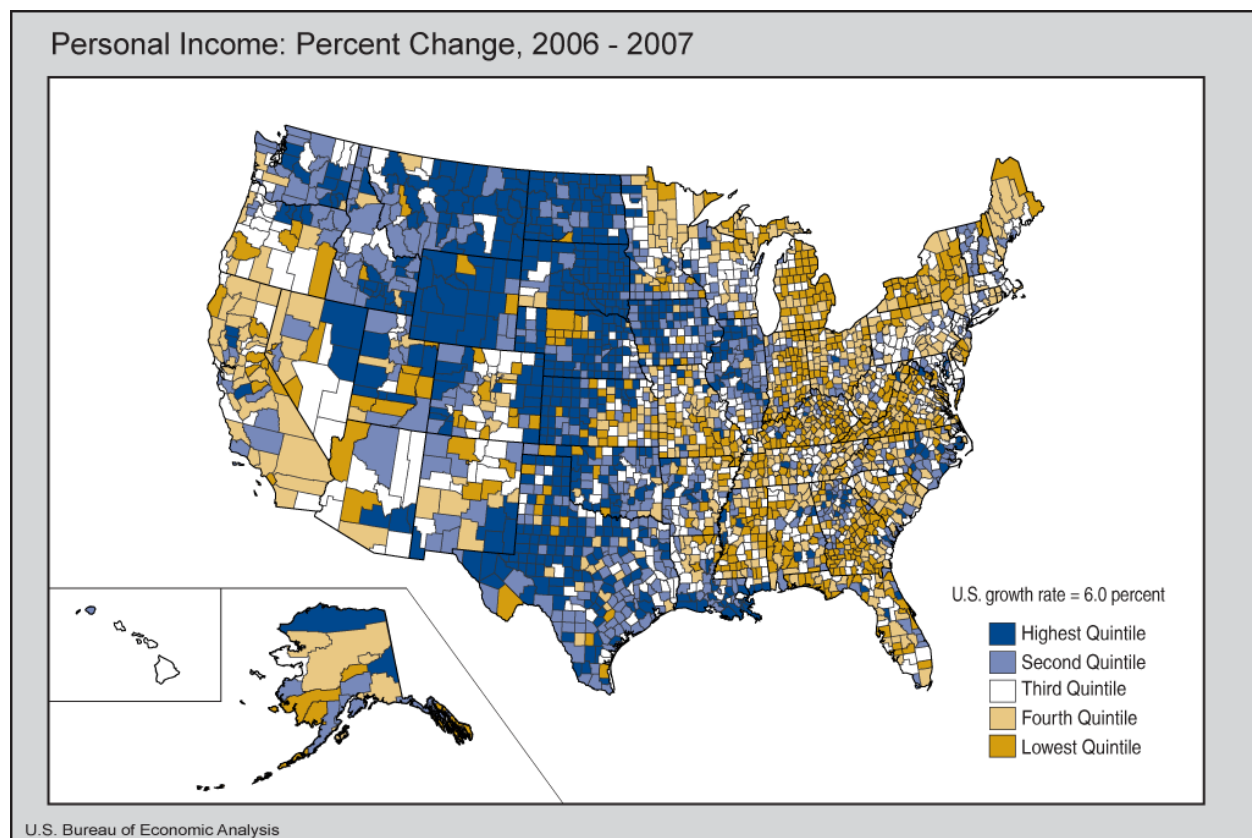 Personal Income: Percent Change, 2006 - 2007
U.S. growth rate = 6.0 percent
Highest Quintile
Second Quintile
Third Quintile
Fourth Quintile
Lowest Quintile
U.S. Bureau of Economic Analysis